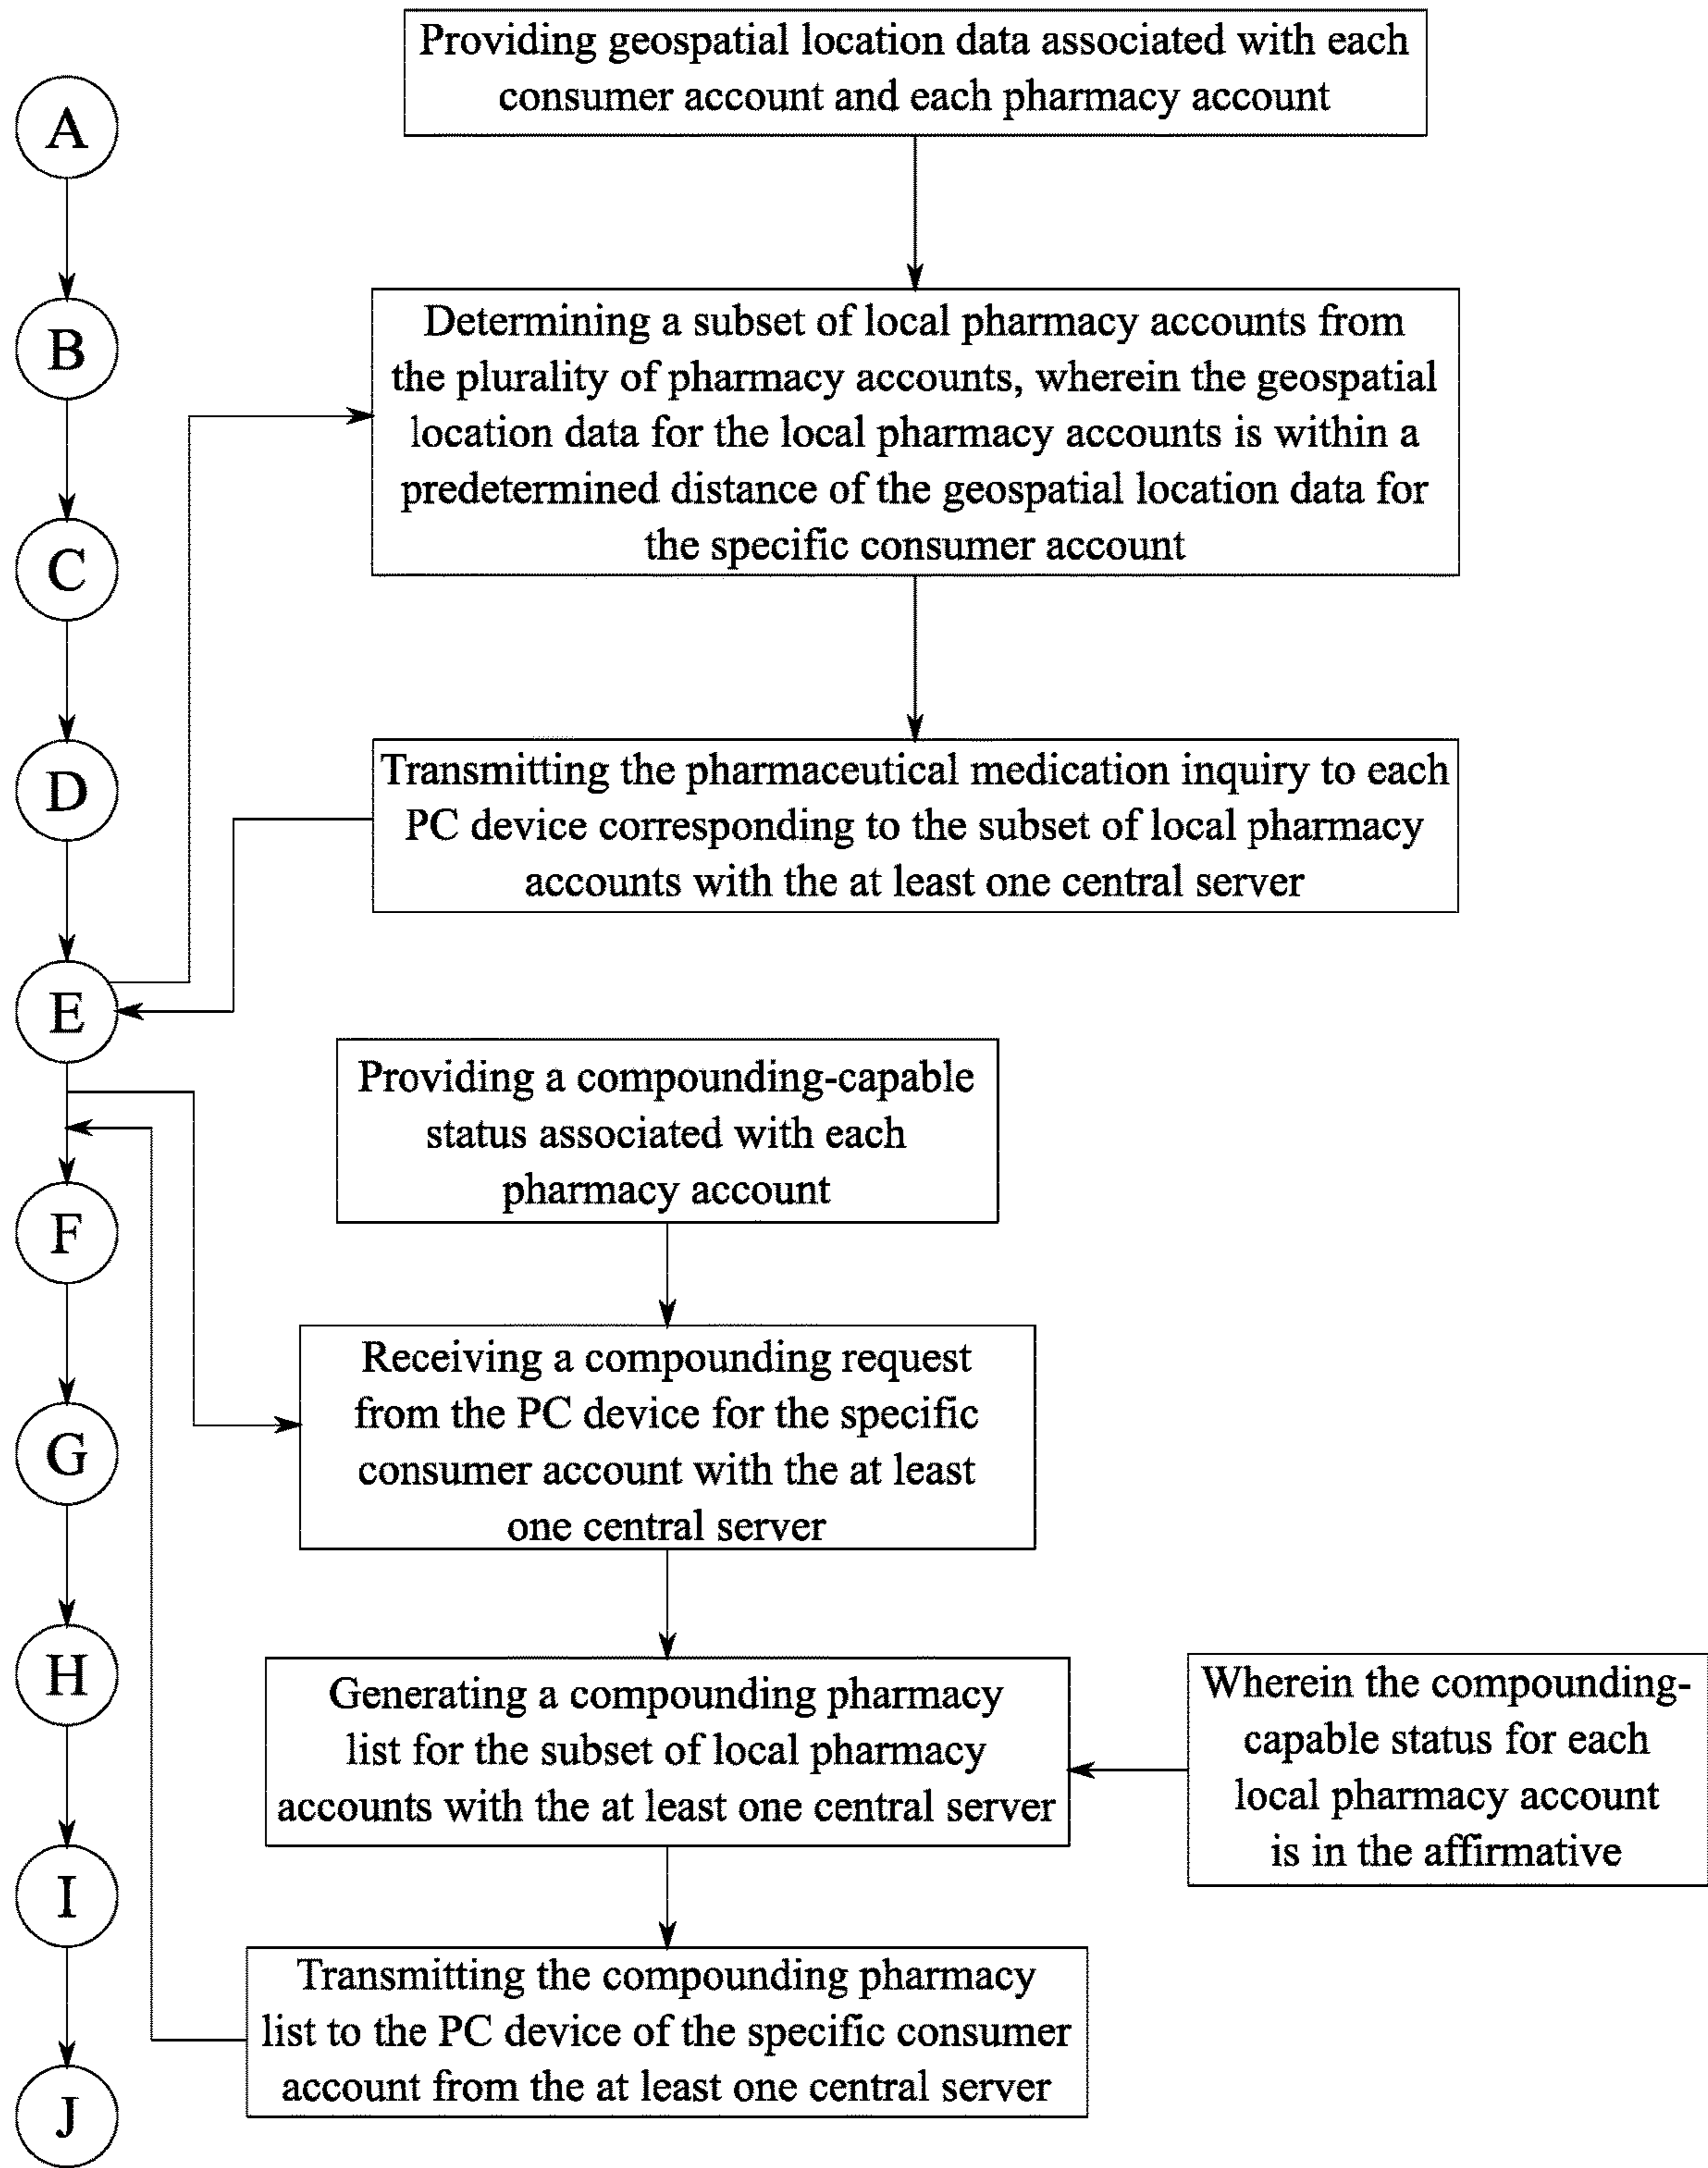 Providing geospatial location data associated with each
consumer account and each pharmacy account
A
B
Determining a subset of local pharmacy accounts from
the plurality of pharmacy accounts, wherein the geospatial
location data for the local pharmacy accounts is within a
predetermined distance of the geospatial location data for
the specific consumer account
C
D
Transmitting the pharmaceutical medication inquiry to each
PC device corresponding to the subset of local pharmacy
accounts with the at least one central server
E
Providing a compounding-capable
status associated with each
pharmacy account
F
Receiving a compounding request
from the PC device for the specific
consumer account with the at least
one central server
G
H
Generating a compounding pharmacy
list for the subset of local pharmacy
accounts with the at least one central server
Wherein the compounding-
capable status for each
local pharmacy account
is in the affirmative
I
Transmitting the compounding pharmacy
list to the PC device of the specific consumer
account from the at least one central server
J